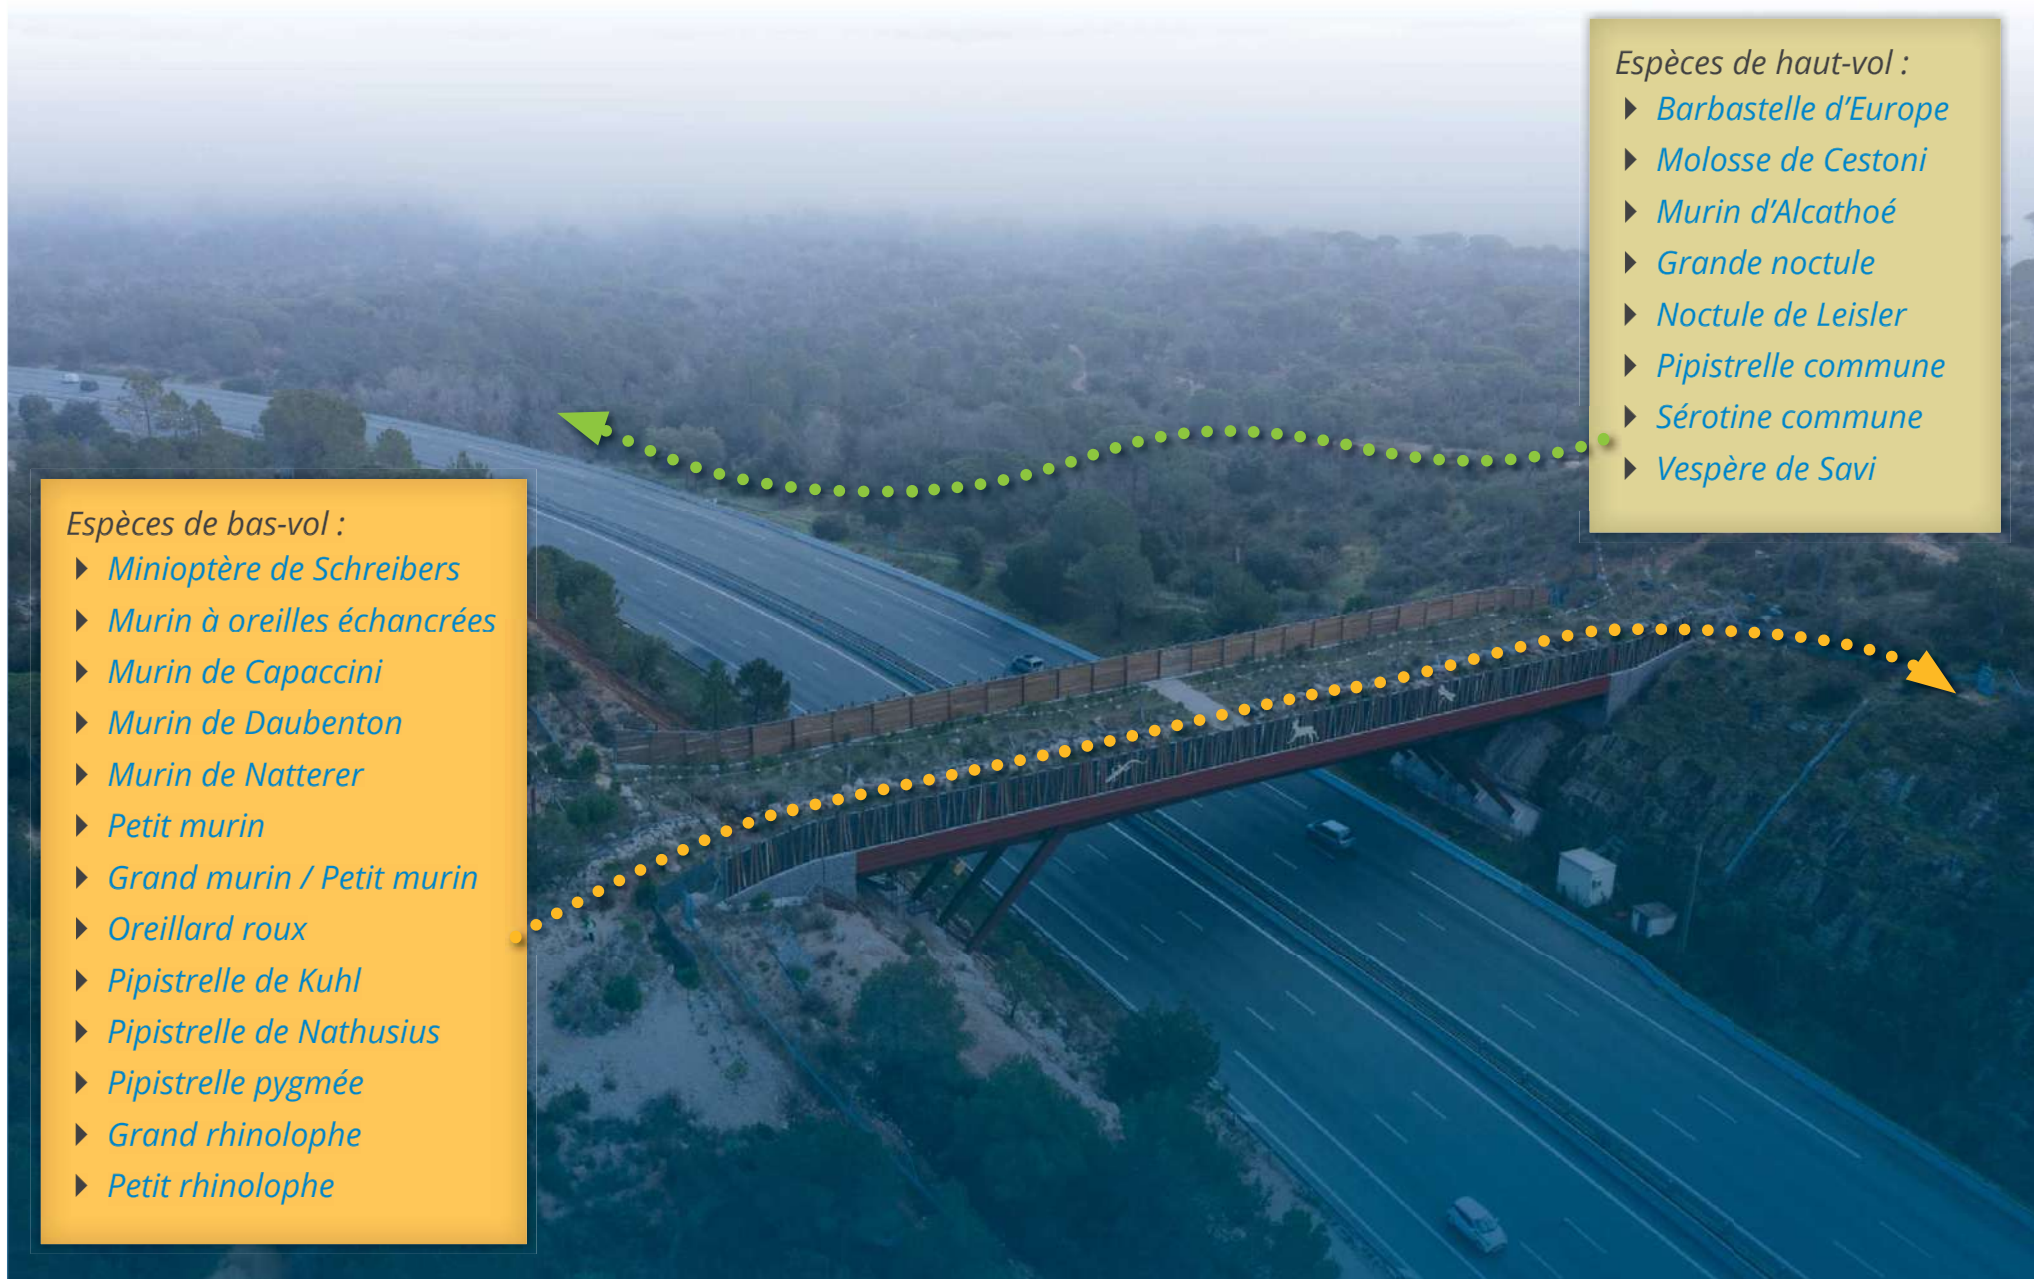 Espèces de haut-vol :
Barbastelle d'Europe
Molosse de Cestoni
Murin d'Alcathoé
Grande noctule
Noctule de Leisler
Pipistrelle commune
Sérotine commune
Vespère de Savi
Espèces de bas-vol :
Minioptère de Schreibers
Murin à oreilles échancrées
Murin de Capaccini
Murin de Daubenton
Murin de Natterer
Petit murin
Grand murin / Petit murin
Oreillard roux
Pipistrelle de Kuhl
Pipistrelle de Nathusius
Pipistrelle pygmée
Grand rhinolophe
Petit rhinolophe